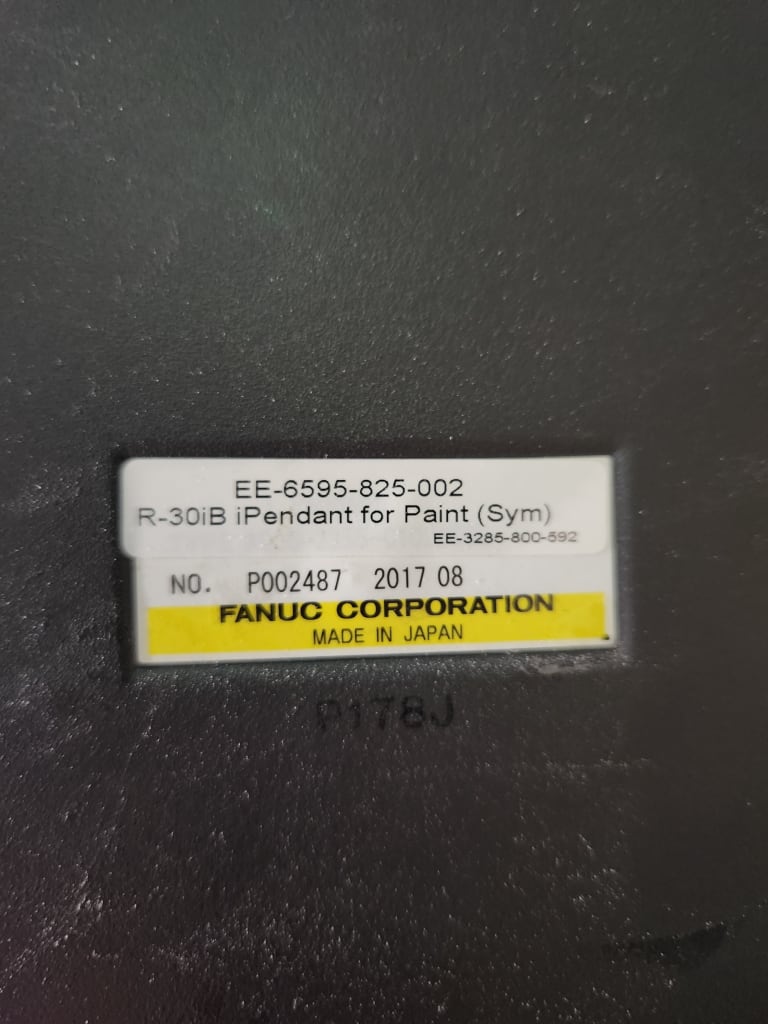 EE-6595-825-002
R-30iB iPendant for Paint (Sym)
EE-3285-800-592
NO. P002487 2017 08
FANUC CORPORATION
MADE IN JAPAN
P178J